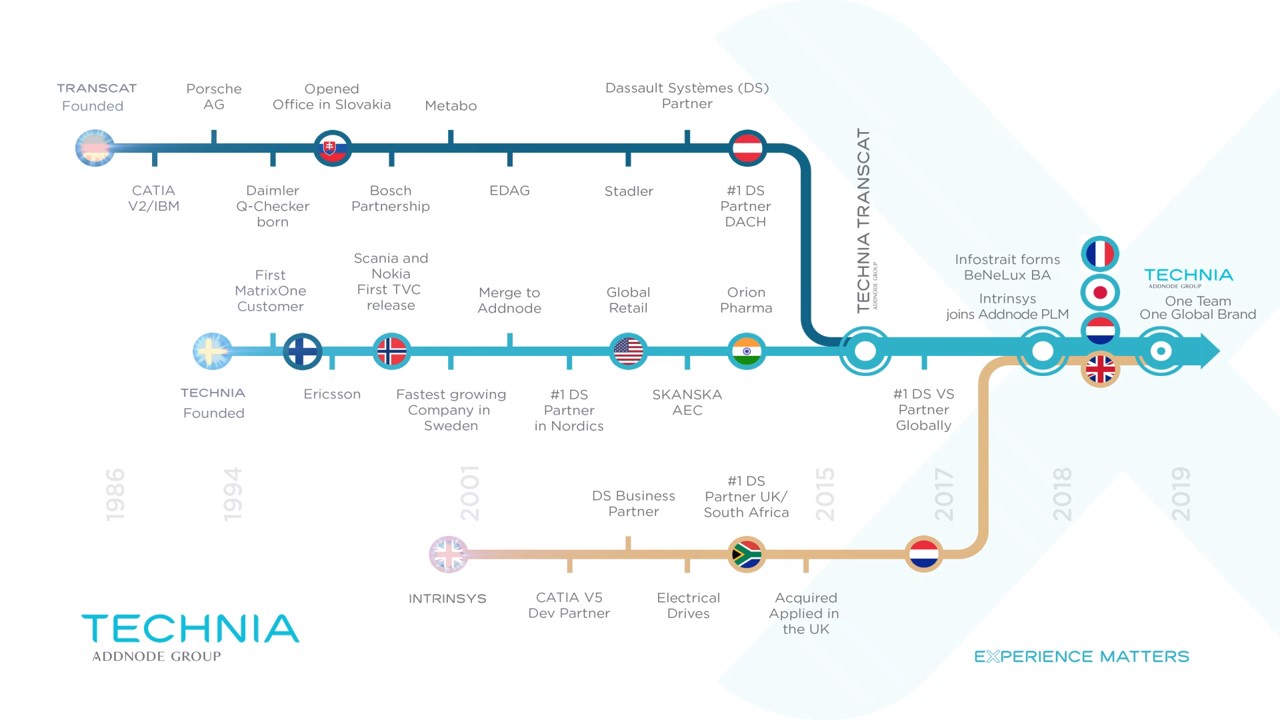 TRANSCAT
Founded
Porsche
AG
Opened
Office in Slovakia
Metabo
Dassault Systèmes (DS)
Partner
CATIA
V2/IBM
Daimler
Q-Checker
born
Bosch
Partnership
EDAG
Stadler
#1 DS
Partner
DACH
TECHNIA TRANSCAT
ADDNODE GROUP
First
MatrixOne
Customer
Scania and
Nokia
First TVC
release
Merge to
Addnode
Global
Retail
Orion
Pharma
Infostrait forms
BeNeLux BA
Intrinsys
joins Addnode PLM
TECHNIA
ADDNODE GROUP
One Team
One Global Brand
TECHNIA
Founded
Ericsson
Fastest growing
Company in
Sweden
#1 DS
Partner
in Nordics
SKANSKA
AEC
#1 DS VS
Partner
Globally
1986
1994
2001
2015
2017
2018
2019
DS Business
Partner
#1 DS
Partner UK/
South Africa
INTRINSYS
CATIA V5
Dev Partner
Electrical
Drives
Acquired
Applied in
the UK
TECHNIA
ADDNODE GROUP
EXPERIENCE MATTERS